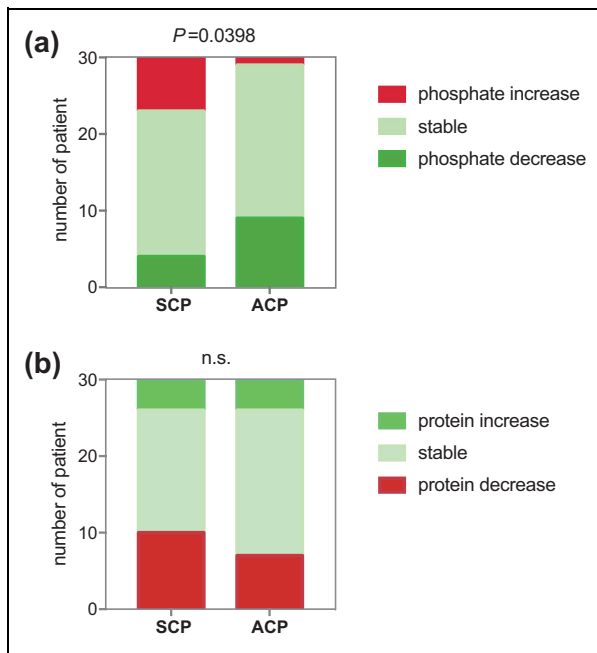 (a)
P=0.0398
30
20
10
0
number of patient
SCP ACP
phosphate increase
stable
phosphate decrease
(b)
n.s.
30
20
10
0
number of patient
SCP ACP
protein increase
stable
protein decrease